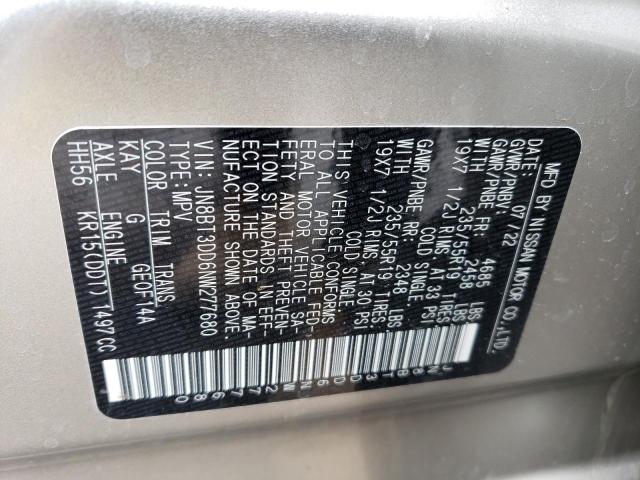 MFD BY NISSAN MOTOR CO.,LTD.
DATE: 07/22
GVWR/PNBV: 4665 LBS
GAWR/PNBE FR: 2458 LBS
WITH 235/55R19 TIRES,
19X7 1/2J RIMS AT 33 PSI
COLD SINGLE
GAWR/PNBE RR: 2348 LBS
WITH 235/55R19 TIRES,
19X7 1/2J RIMS AT 30 PSI
COLD SINGLE
THIS VEHICLE CONFORMS
TO ALL APPLICABLE FED-
ERAL MOTOR VEHICLE SA-
FETY AND THEFT PREVEN-
TION STANDARDS IN EFF-
ECT ON THE DATE OF MA-
NUFACTURE SHOWN ABOVE
VIN: JN8BT3DD6NW277680
TYPE: MPV
COLOR TRIM TRANS
KAY G GE0F14A
AXLE ENGINE
HH56 KR15(DDT) 1497CC
JN8BT3DD6NW277680